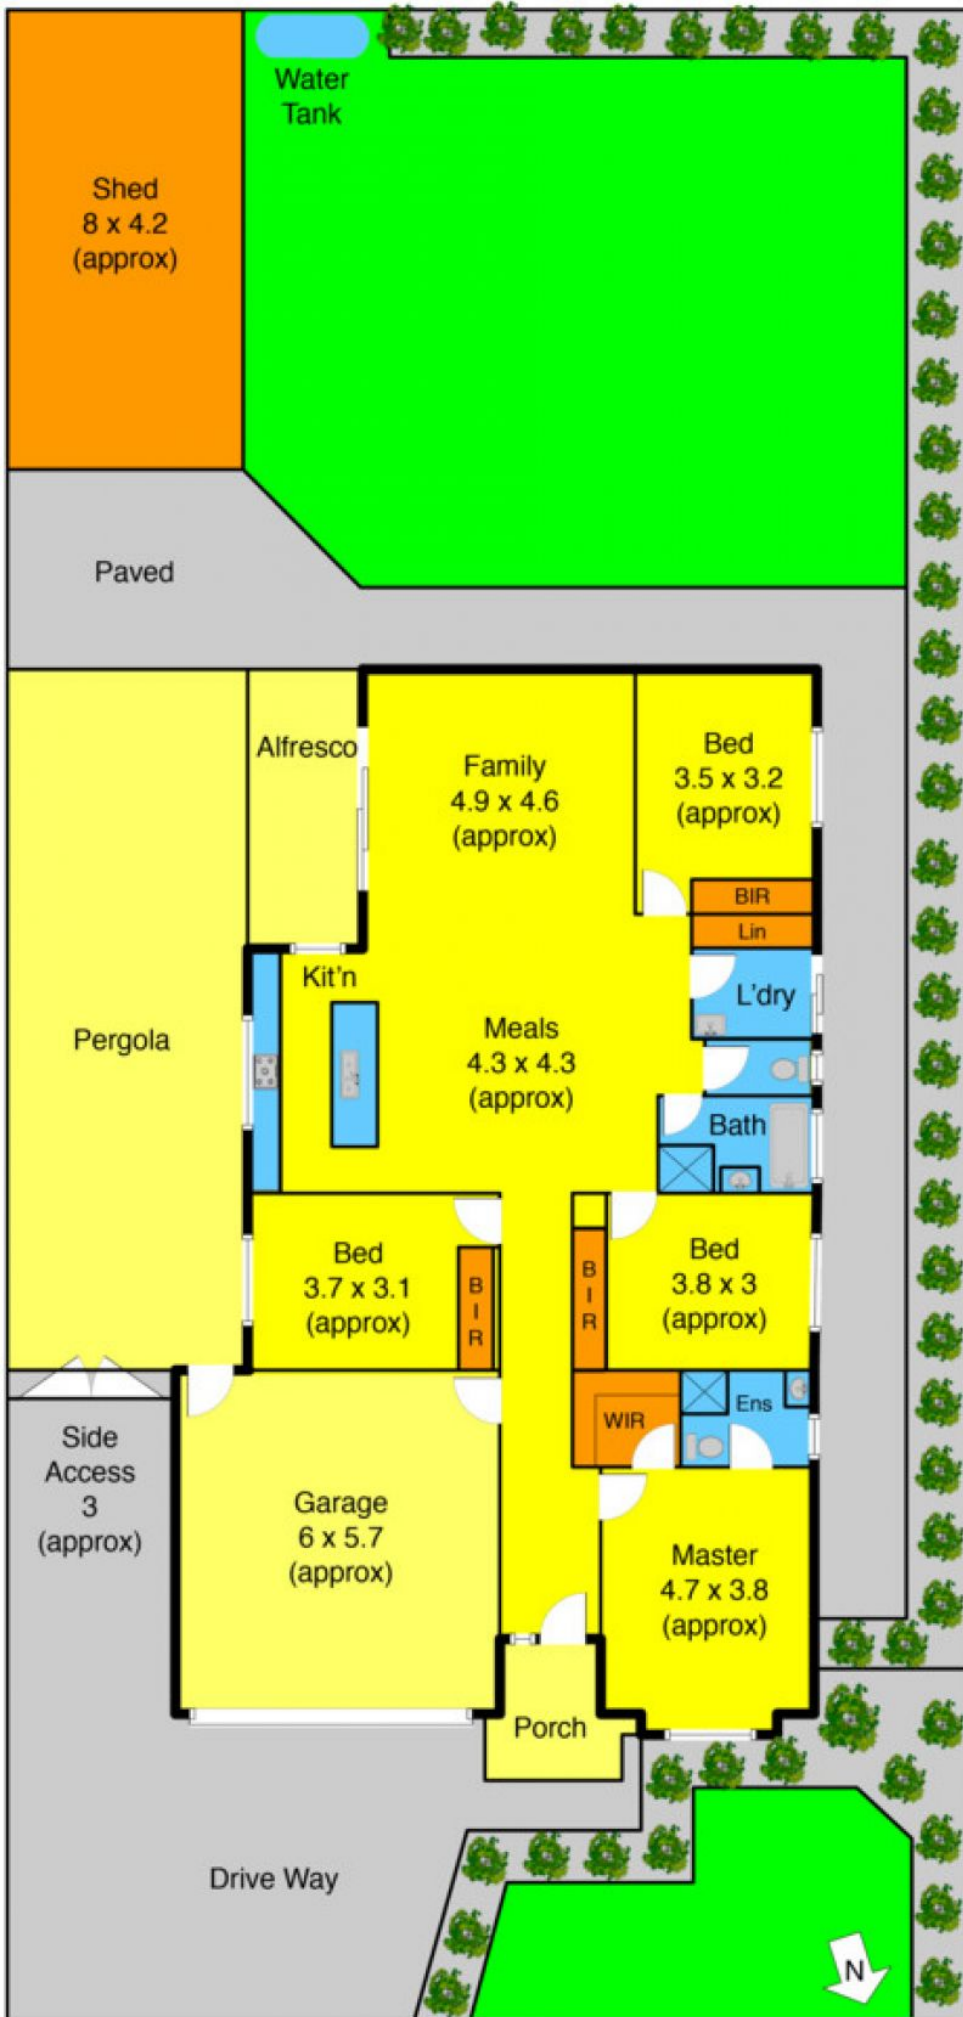 Water
Tank
Shed
8 x 4.2
(approx)
Paved
Alfresco
Family
4.9 x 4.6
(approx)
Bed
3.5 x 3.2
(approx)
BIR
Lin
L'dry
Kit'n
Meals
4.3 x 4.3
(approx)
Pergola
Bath
Bed
3.7 x 3.1
(approx)
B
I
R
B
I
R
Bed
3.8 x 3
(approx)
WIR
Ens
Side
Access
3
(approx)
Garage
6 x 5.7
(approx)
Master
4.7 x 3.8
(approx)
Porch
Drive Way
N